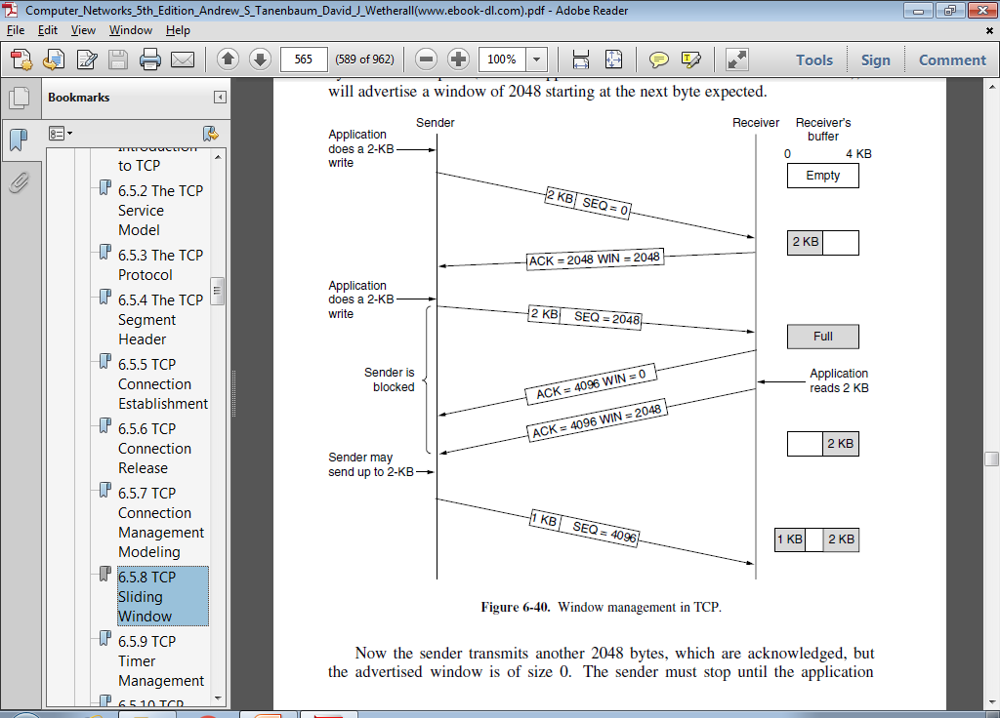 Computer_Networks_5th_Edition_Andrew_S_Tanenbaum_David_J_Wetherall(www.ebook-dl.com).pdf - Adobe Reader
File Edit View Window Help
565 (589 of 962) 100% Tools Sign Comment
Bookmarks
to TCP
6.5.2 The TCP
Service
Model
6.5.3 The TCP
Protocol
6.5.4 The TCP
Segment
Header
6.5.5 TCP
Connection
Establishment
6.5.6 TCP
Connection
Release
6.5.7 TCP
Connection
Management
Modeling
6.5.8 TCP
Sliding
Window
6.5.9 TCP
Timer
Management
6.5.10 TCP
will advertise a window of 2048 starting at the next byte expected.
Sender
Receiver
Receiver's
buffer
Application
does a 2-KB
write
0 4 KB
Empty
2 KB SEQ = 0
2 KB
ACK = 2048 WIN = 2048
Application
does a 2-KB
write
2 KB SEQ = 2048
Full
Sender is
blocked
ACK = 4096 WIN = 0
Application
reads 2 KB
ACK = 4096 WIN = 2048
2 KB
Sender may
send up to 2-KB
1 KB SEQ = 4096
1 KB 2 KB
Figure 6-40. Window management in TCP.
Now the sender transmits another 2048 bytes, which are acknowledged, but
the advertised window is of size 0. The sender must stop until the application